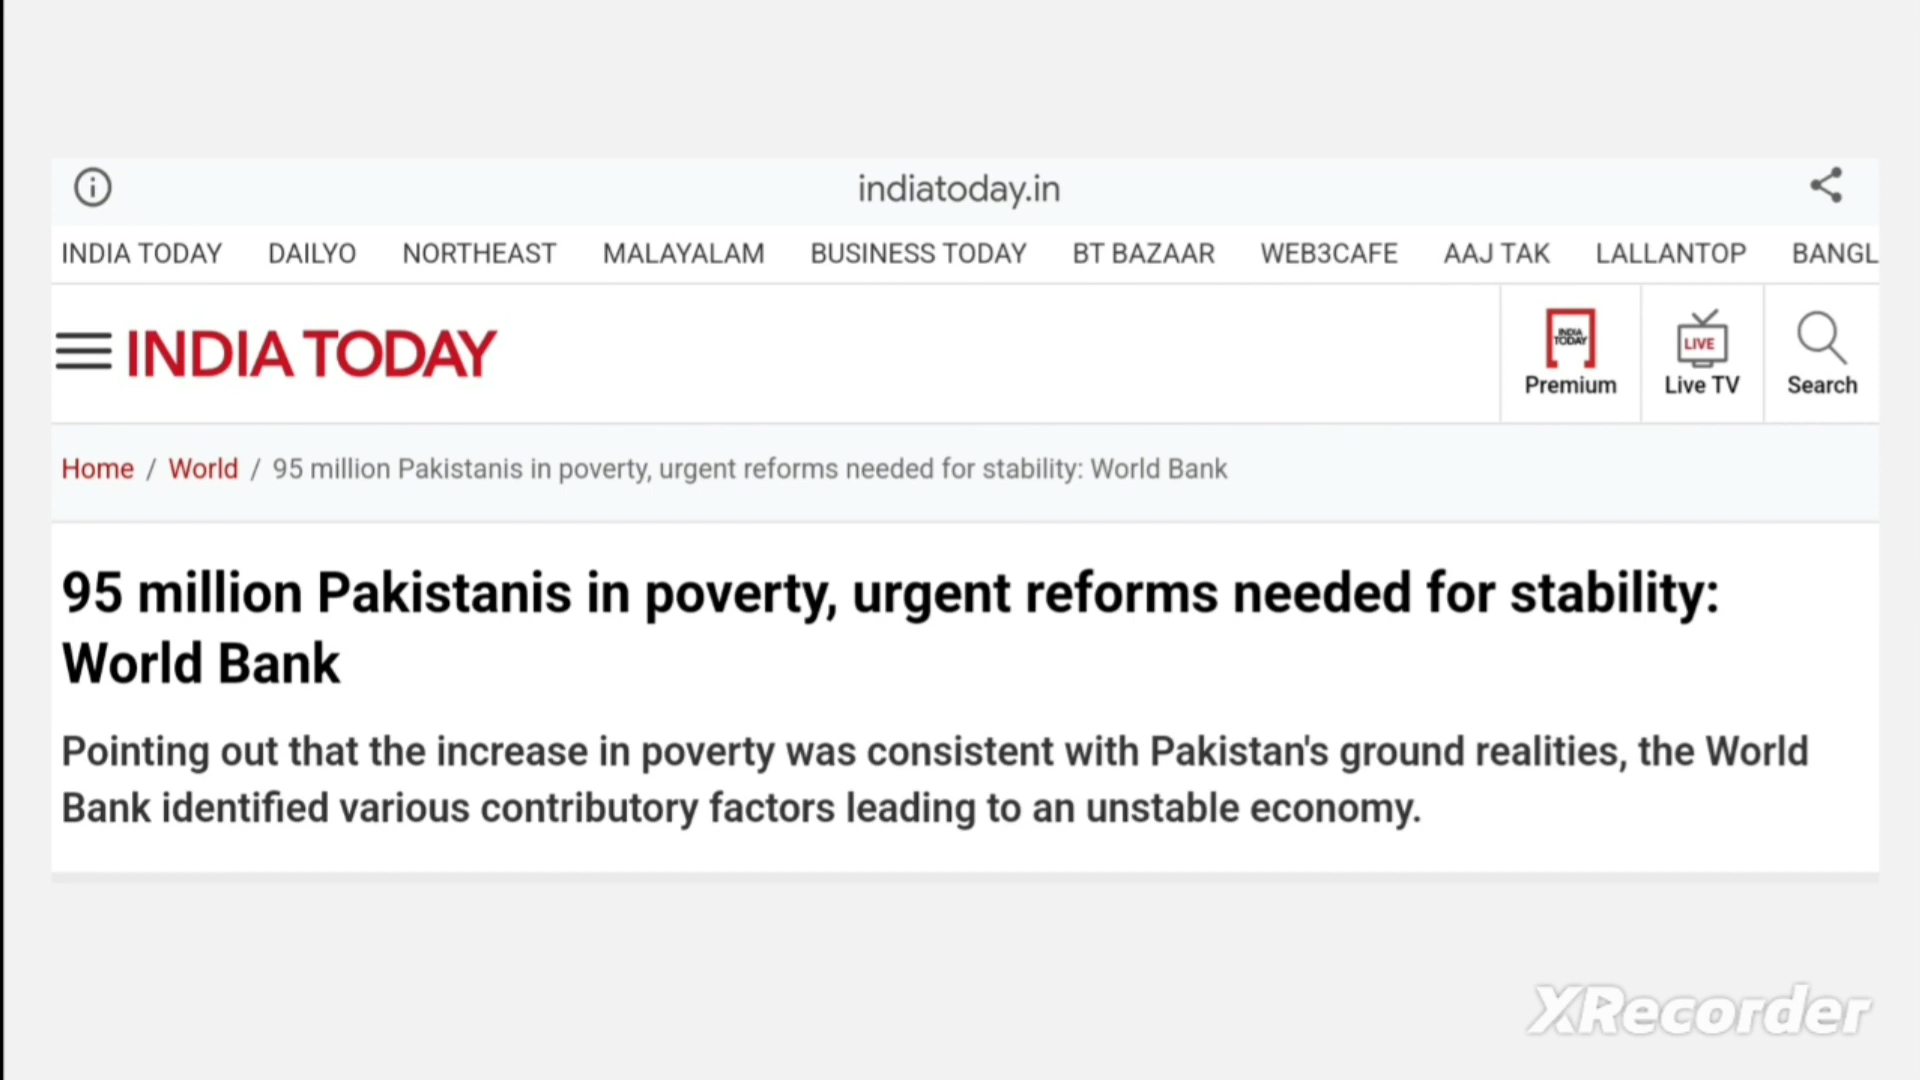 indiatoday.in
INDIA TODAY DAILYO NORTHEAST MALAYALAM BUSINESS TODAY BT BAZAAR WEB3CAFE AAJ TAK LALLANTOP BANGL
INDIA TODAY
INDIA TODAY
Premium
LIVE
Live TV
Search
Home / World / 95 million Pakistanis in poverty, urgent reforms needed for stability: World Bank
95 million Pakistanis in poverty, urgent reforms needed for stability:
World Bank
Pointing out that the increase in poverty was consistent with Pakistan's ground realities, the World
Bank identified various contributory factors leading to an unstable economy.
XRecorder